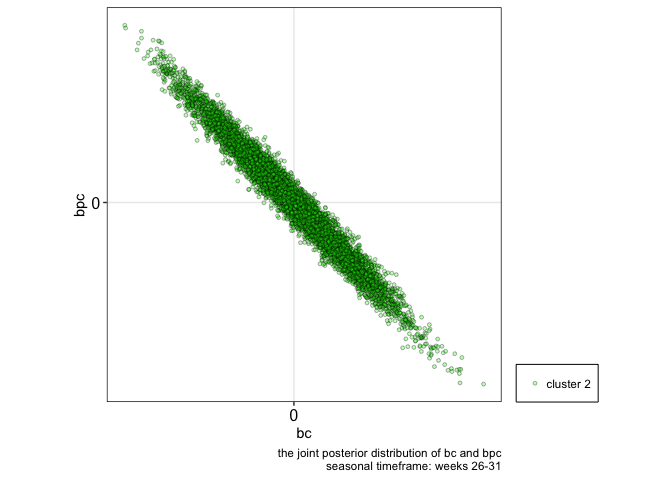 bpc
0
0
bc
cluster 2
the joint posterior distribution of bc and bpc
seasonal timeframe: weeks 26-31